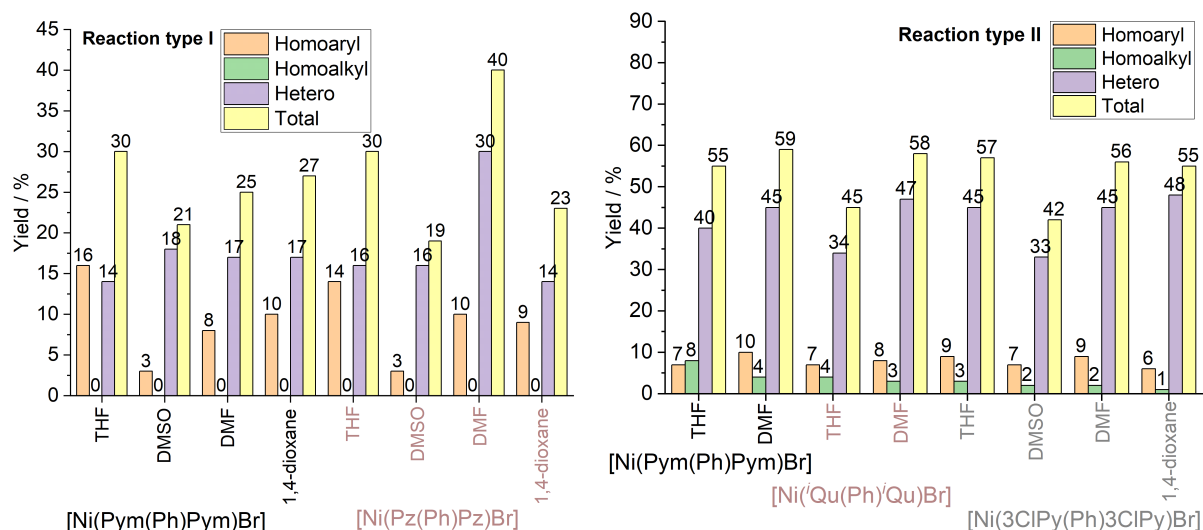 Reaction type I
Homoaryl
Homoalkyl
Hetero
Total
Yield / %
45
40
35
30
25
20
15
10
5
0
16 0 14 30
3 0 18 21
8 0 17 25
10 0 17 27
14 0 16 30
3 0 16 19
10 0 30 40
9 0 14 23
THF
DMSO
DMF
1,4-dioxane
THF
DMSO
DMF
1,4-dioxane
[Ni(Pym(Ph)Pym)Br]
[Ni(Pz(Ph)Pz)Br]
Reaction type II
Homoaryl
Homoalkyl
Hetero
Total
Yield / %
90
80
70
60
50
40
30
20
10
0
7 8 40 55
10 4 45 59
7 4 34 45
8 3 47 58
9 3 45 57
7 2 33 42
9 2 45 56
6 1 48 55
THF
DMF
THF
DMF
THF
DMSO
DMF
1,4-dioxane
[Ni(Pym(Ph)Pym)Br]
[Ni(ⁱQu(Ph)ⁱQu)Br]
[Ni(3ClPy(Ph)3ClPy)Br]